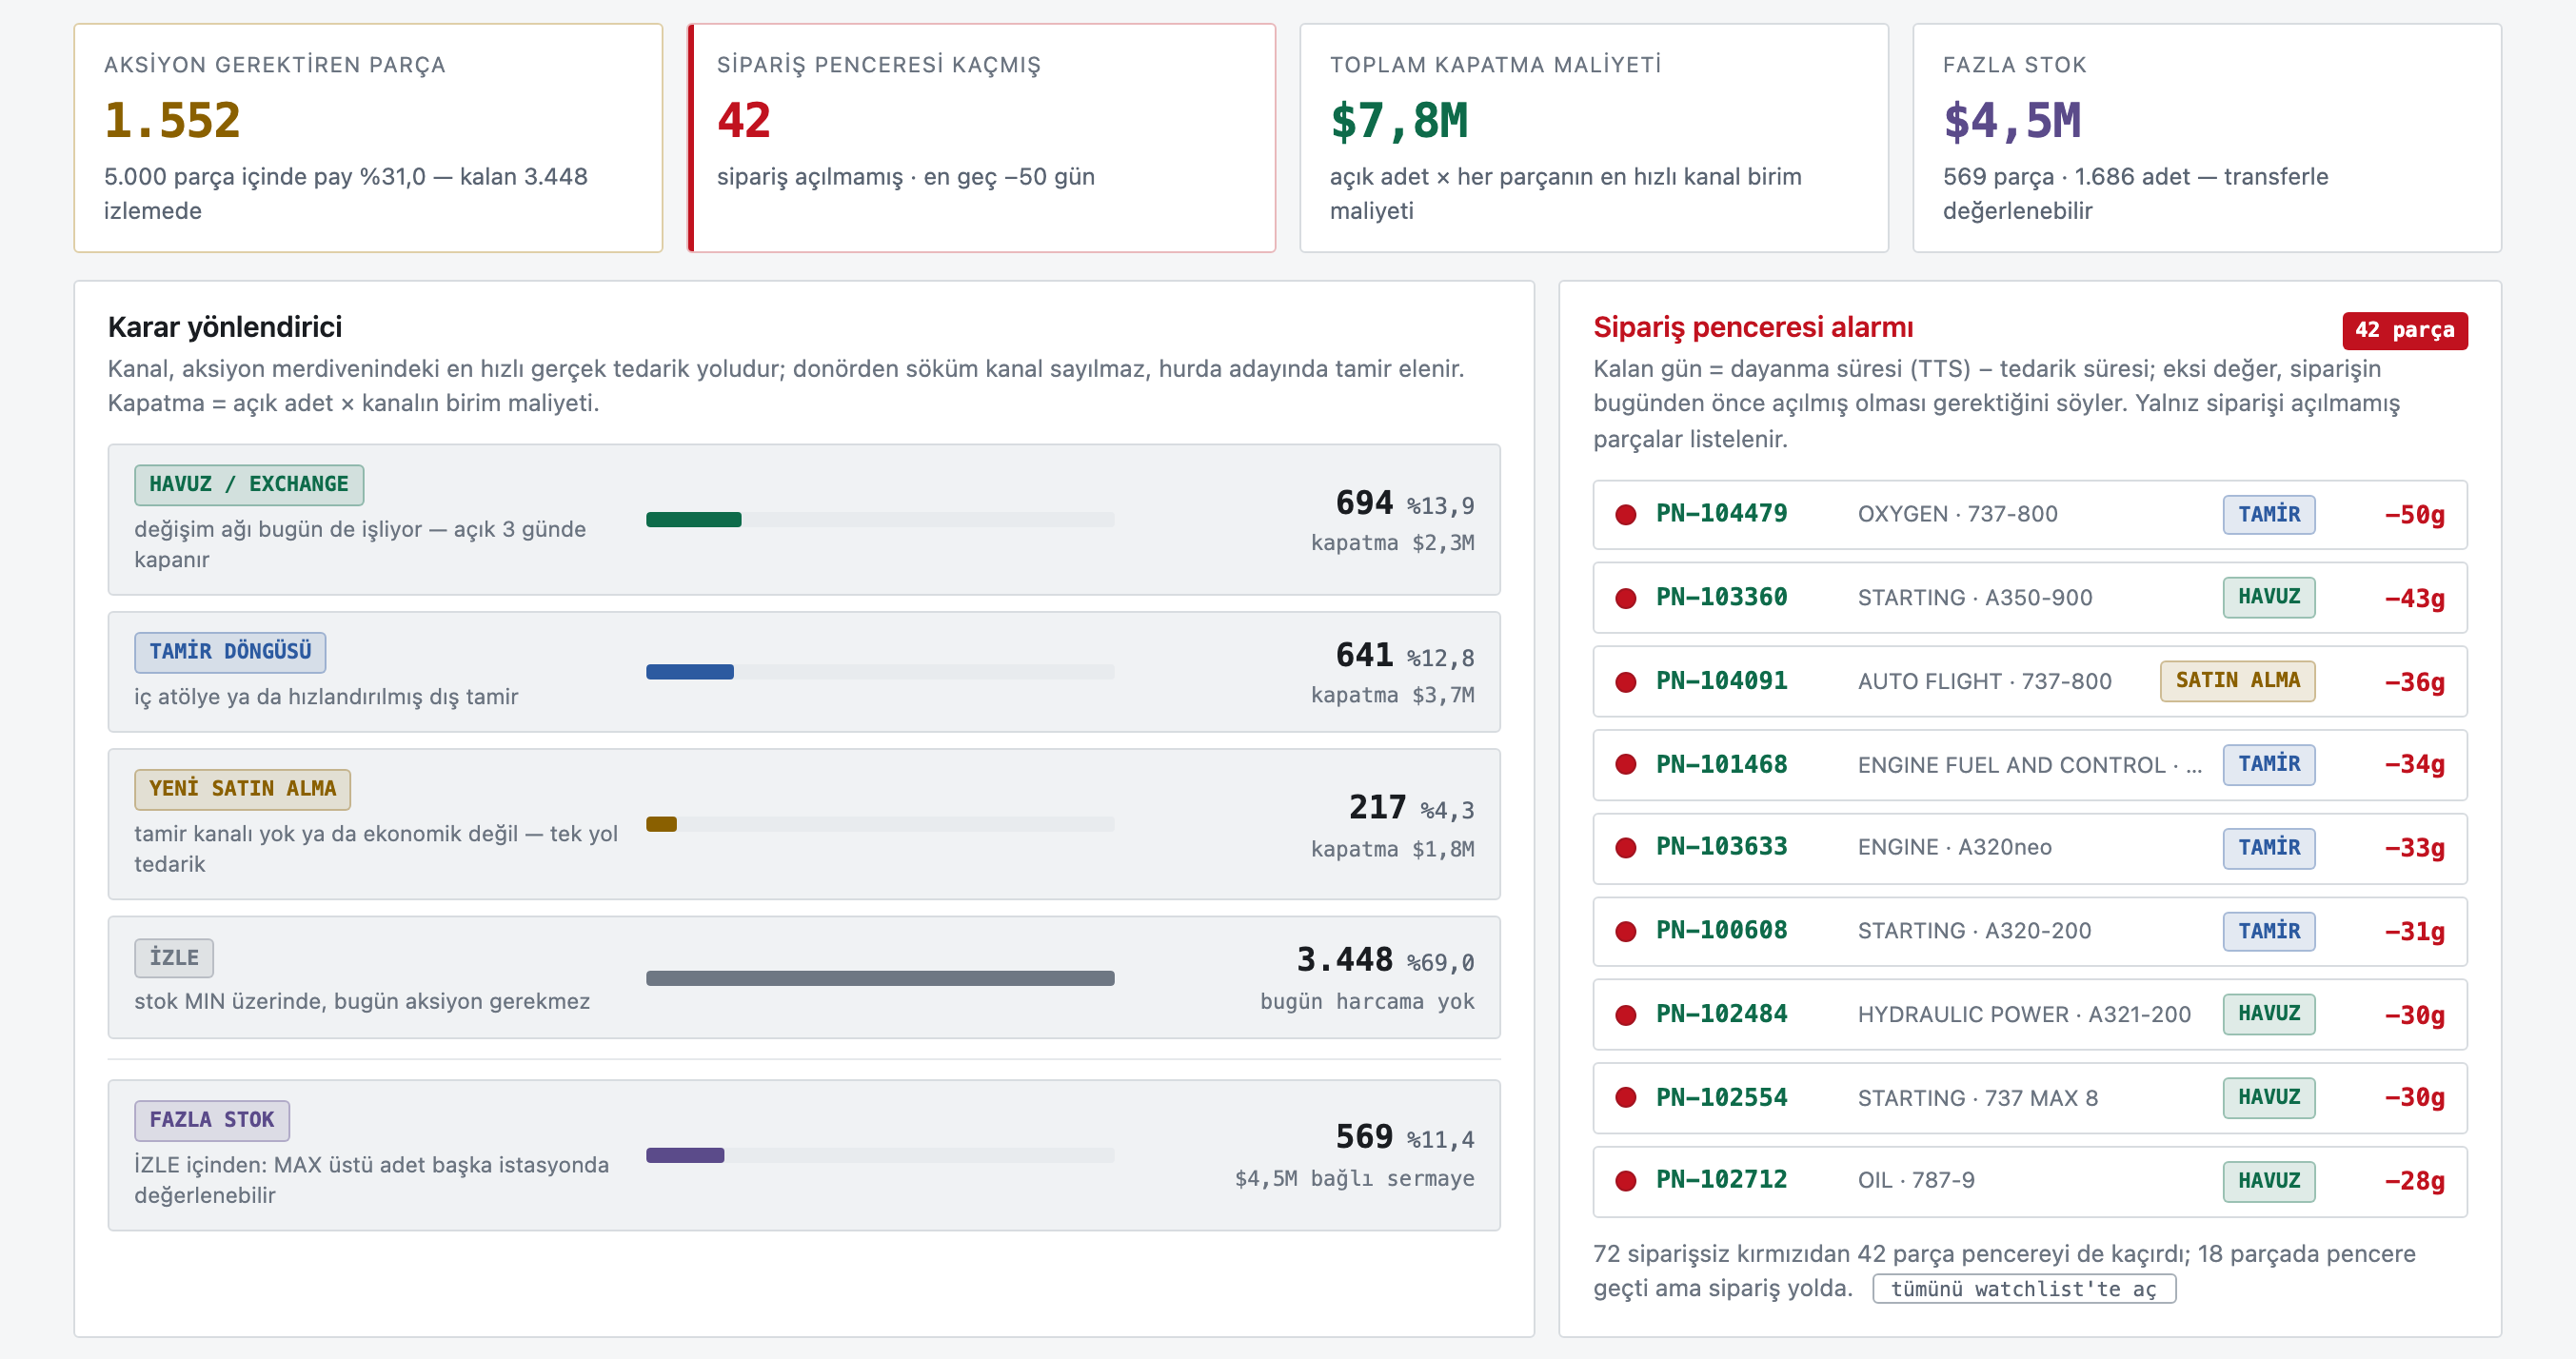 AKSİYON GEREKTİREN PARÇA
1.552
5.000 parça içinde pay %31,0 — kalan 3.448
izlemede
SİPARİŞ PENCERESİ KAÇMIŞ
42
sipariş açılmamış · en geç −50 gün
TOPLAM KAPATMA MALİYETİ
$7,8M
açık adet × her parçanın en hızlı kanal birim
maliyeti
FAZLA STOK
$4,5M
569 parça · 1.686 adet — transferle
değerlenebilir
Karar yönlendirici
Kanal, aksiyon merdivenindeki en hızlı gerçek tedarik yoludur; donörden söküm kanal sayılmaz, hurda adayında tamir elenir.
Kapatma = açık adet × kanalın birim maliyeti.
HAVUZ / EXCHANGE
değişim ağı bugün de işliyor — açık 3 günde
kapanır
694 %13,9
kapatma $2,3M
TAMİR DÖNGÜSÜ
iç atölye ya da hızlandırılmış dış tamir
641 %12,8
kapatma $3,7M
YENİ SATIN ALMA
tamir kanalı yok ya da ekonomik değil — tek yol
tedarik
217 %4,3
kapatma $1,8M
İZLE
stok MIN üzerinde, bugün aksiyon gerekmez
3.448 %69,0
bugün harcama yok
FAZLA STOK
İZLE içinden: MAX üstü adet başka istasyonda
değerlenebilir
569 %11,4
$4,5M bağlı sermaye
Sipariş penceresi alarmı
42 parça
Kalan gün = dayanma süresi (TTS) − tedarik süresi; eksi değer, siparişin
bugünden önce açılmış olması gerektiğini söyler. Yalnız siparişi açılmamış
parçalar listelenir.
PN−104479 OXYGEN · 737-800 TAMİR −50g
PN−103360 STARTING · A350-900 HAVUZ −43g
PN−104091 AUTO FLIGHT · 737-800 SATIN ALMA −36g
PN−101468 ENGINE FUEL AND CONTROL · … TAMİR −34g
PN−103633 ENGINE · A320neo TAMİR −33g
PN−100608 STARTING · A320-200 TAMİR −31g
PN−102484 HYDRAULIC POWER · A321-200 HAVUZ −30g
PN−102554 STARTING · 737 MAX 8 HAVUZ −30g
PN−102712 OIL · 787-9 HAVUZ −28g
72 siparişsiz kırmızıdan 42 parça pencereyi de kaçırdı; 18 parçada pencere
geçti ama sipariş yolda. tümünü watchlist'te aç